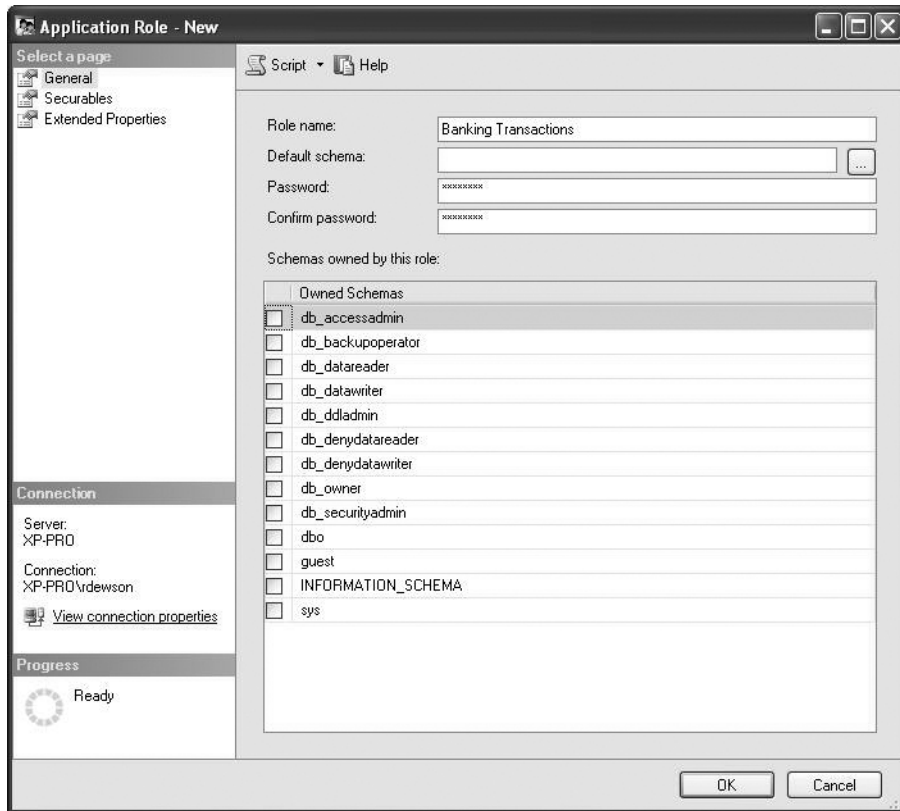 Application Role - New
Select a page
General
Securables
Extended Properties
Script Help
Role name: Banking Transactions
Default schema: ...
Password: ××××××××
Confirm password: ××××××××
Schemas owned by this role:
Owned Schemas
db_accessadmin
db_backupoperator
db_datareader
db_datawriter
db_ddladmin
db_denydatareader
db_denydatawriter
db_owner
db_securityadmin
dbo
guest
INFORMATION_SCHEMA
sys
Connection
Server:
XP-PRO
Connection:
XP-PRO\rdewson
View connection properties
Progress
Ready
OK Cancel